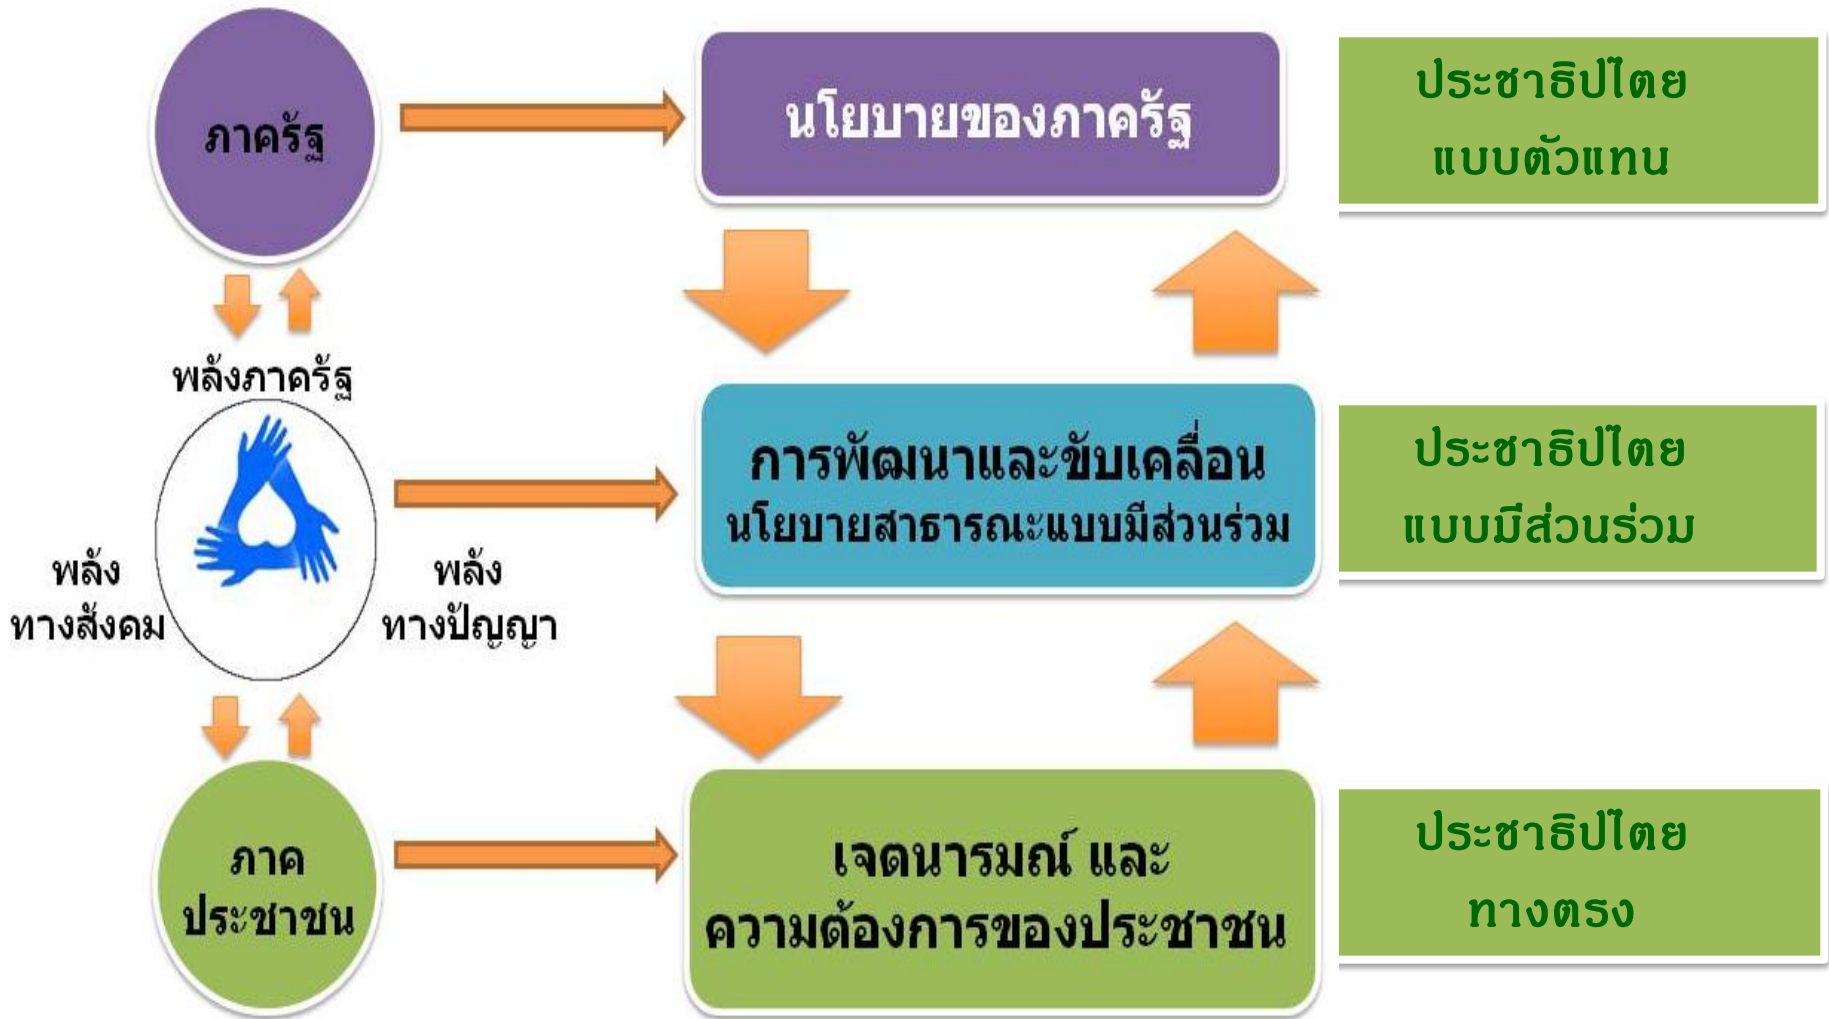 ภาครัฐ
นโยบายของภาครัฐ
ประชาธิปไตย
แบบตัวแทน
พลังภาครัฐ
พลัง
ทางสังคม
พลัง
ทางปัญญา
การพัฒนาและขับเคลื่อน
นโยบายสาธารณะแบบมีส่วนร่วม
ประชาธิปไตย
แบบมีส่วนร่วม
ภาค
ประชาชน
เจตนารมณ์ และ
ความต้องการของประชาชน
ประชาธิปไตย
ทางตรง